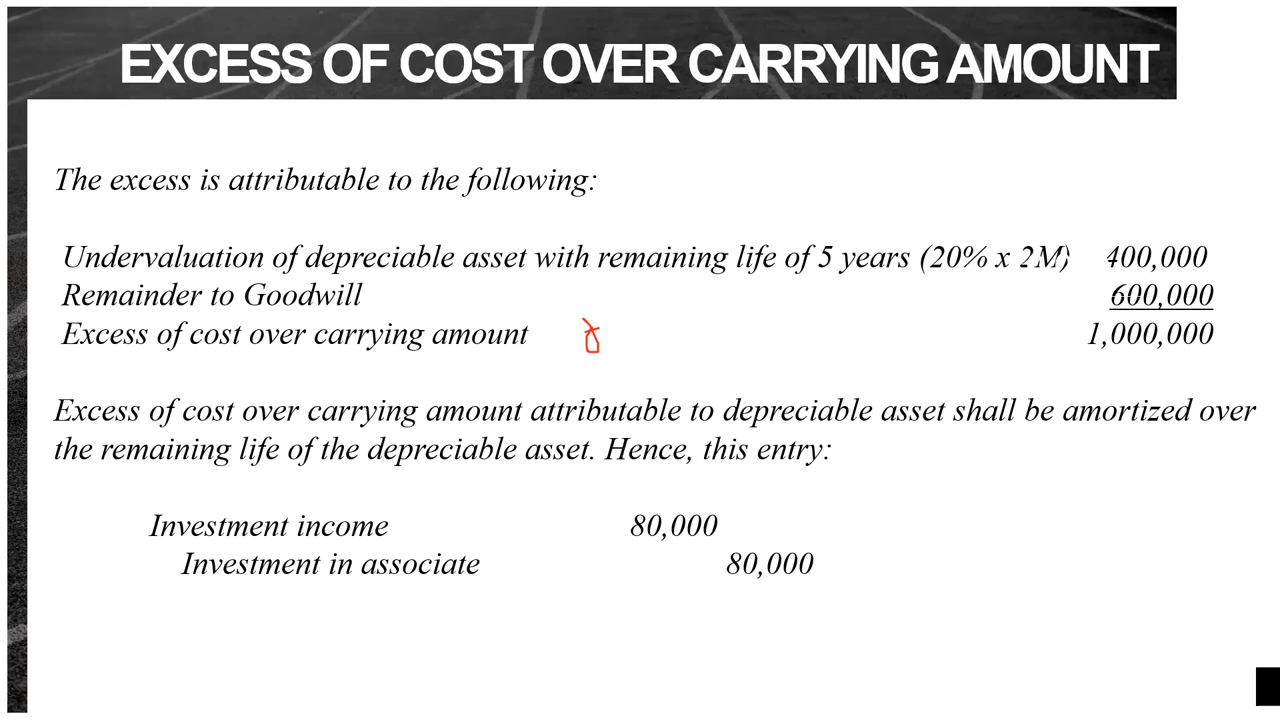 EXCESS OF COST OVER CARRYING AMOUNT
The excess is attributable to the following:
Undervaluation of depreciable asset with remaining life of 5 years (20% x 2M) 400,000
Remainder to Goodwill 600,000
Excess of cost over carrying amount 1,000,000
Excess of cost over carrying amount attributable to depreciable asset shall be amortized over
the remaining life of the depreciable asset. Hence, this entry:
Investment income 80,000
Investment in associate 80,000